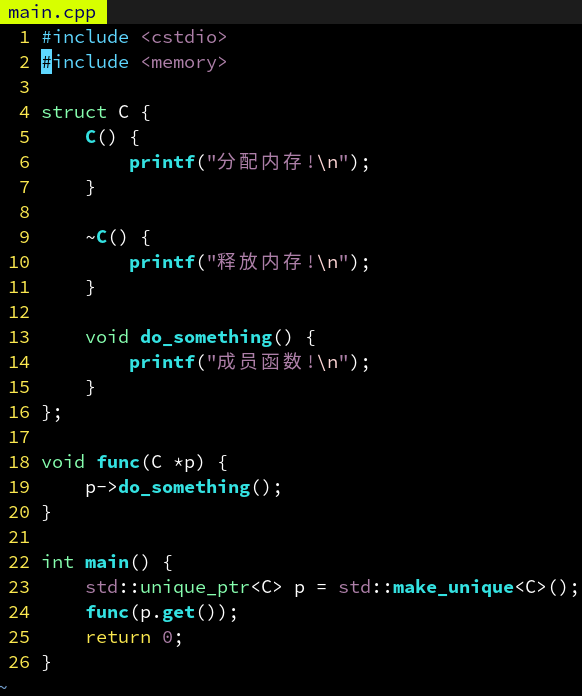 main.cpp
1 #include <cstdio>
2 #include <memory>
3
4 struct C {
5     C() {
6         printf("分配内存!\n");
7     }
8
9     ~C() {
10         printf("释放内存!\n");
11     }
12
13     void do_something() {
14         printf("成员函数!\n");
15     }
16 };
17
18 void func(C *p) {
19     p->do_something();
20 }
21
22 int main() {
23     std::unique_ptr<C> p = std::make_unique<C>();
24     func(p.get());
25     return 0;
26 }
~